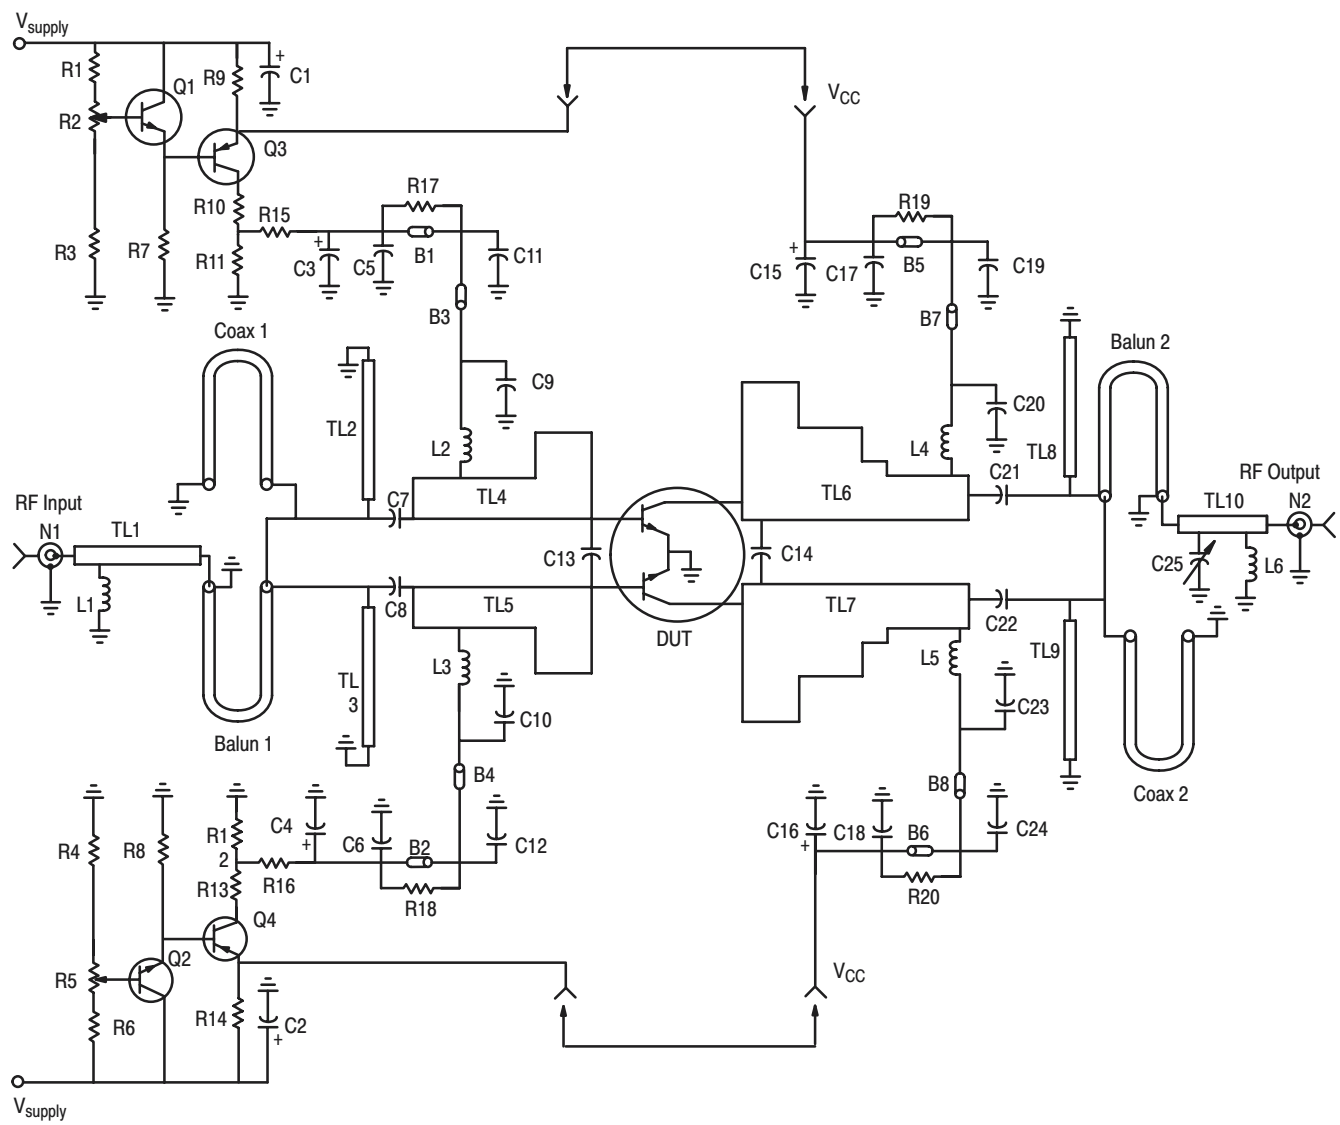 Vsupply
R1
R2
R3
Q1
R7
R9
C1
Q3
R10
R11
R15
C3
C5
R17
B1
C11
B3
C9
L2
VCC
R19
C15
C17
B5
C19
B7
C20
L4
Coax 1
TL2
C7
TL4
C13
C14
TL6
C21
TL8
Balun 2
RF Input
N1
TL1
L1
RF Output
N2
TL10
C25
L6
C8
TL5
DUT
TL7
C22
TL9
L3
L5
TL
3
C10
C23
Balun 1
B4
B8
Coax 2
R4
R8
R1
2
C4
C6
B2
C12
R16
R13
R18
C16
C18
B6
C24
R20
Q4
Q2
R5
R6
R14
C2
VCC
Vsupply
+
+
+
+
+
+